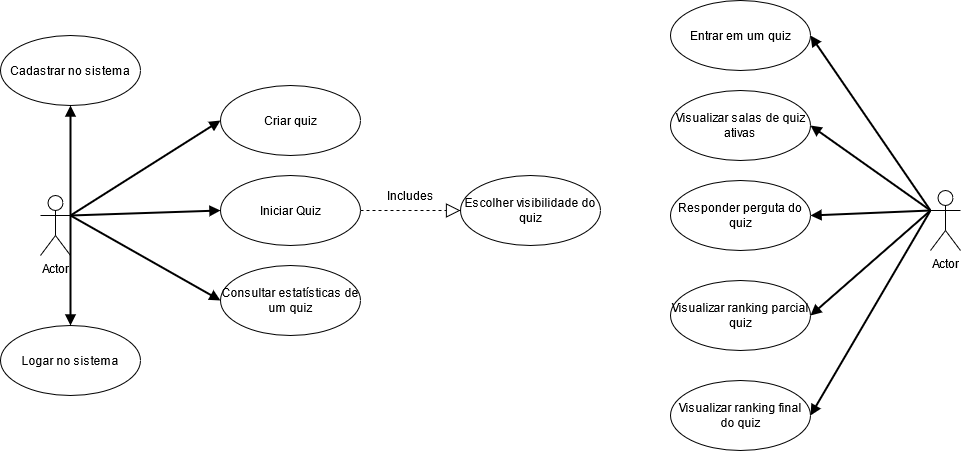 Cadastrar no sistema
Criar quiz
Iniciar Quiz
Includes
Escolher visibilidade do
quiz
Actor
Consultar estatísticas de
um quiz
Logar no sistema
Entrar em um quiz
Visualizar salas de quiz
ativas
Responder perguta do
quiz
Actor
Visualizar ranking parcial
quiz
Visualizar ranking final
do quiz